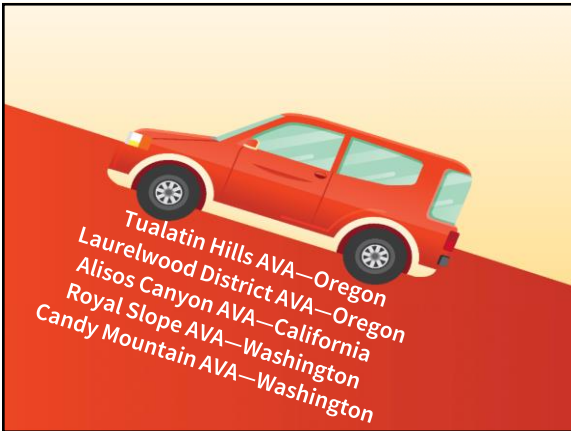 Tualatin Hills AVA—Oregon
Laurelwood District AVA—Oregon
Alisos Canyon AVA—California
Royal Slope AVA—Washington
Candy Mountain AVA—Washington